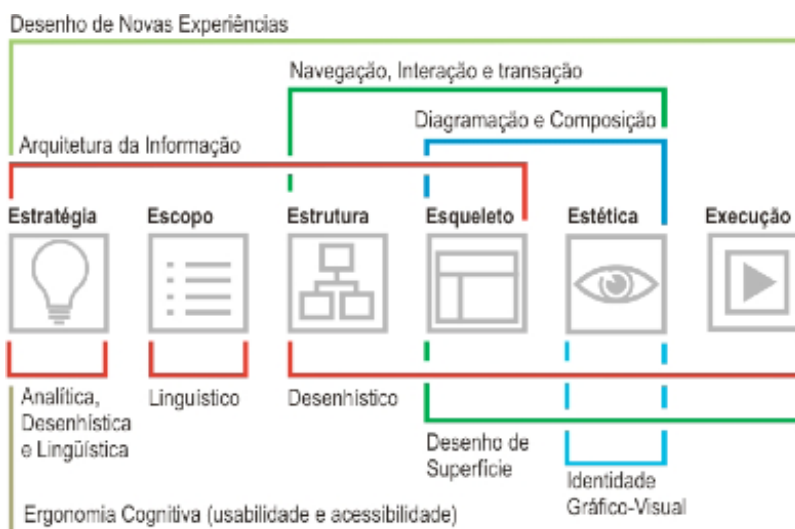 Desenho de Novas Experiências
Navegação, Interação e transação
Diagramação e Composição
Arquitetura da Informação
Estratégia
Escopo
Estrutura
Esqueleto
Estética
Execução
Analítica,
Desenhística
e Lingüística
Linguístico
Desenhístico
Desenho de
Superfície
Identidade
Gráfico-Visual
Ergonomia Cognitiva (usabilidade e acessibilidade)